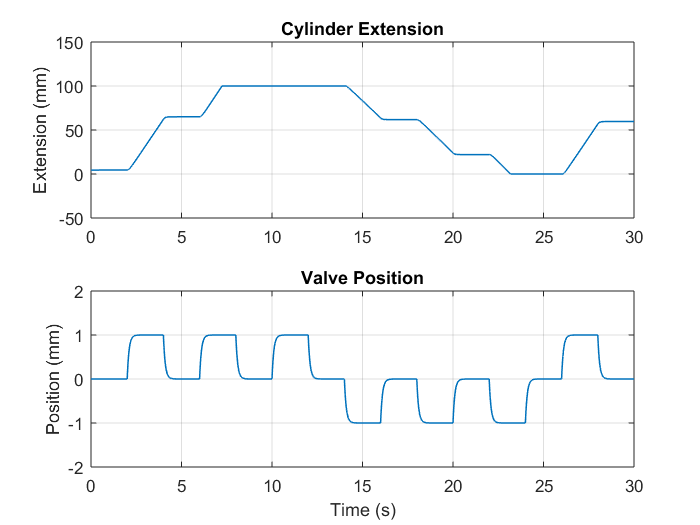 Cylinder Extension
150
100
50
0
-50
Extension (mm)
0 5 10 15 20 25 30
Valve Position
2
1
0
-1
-2
Position (mm)
0 5 10 15 20 25 30
Time (s)